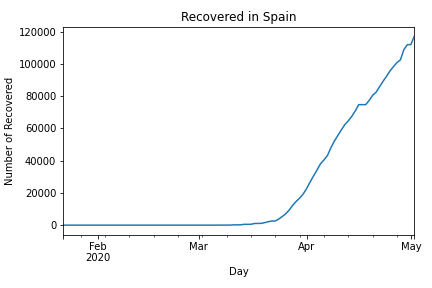 Recovered in Spain
120000
100000
80000
60000
40000
20000
0
Number of Recovered
Feb
2020
Mar
Apr
May
Day